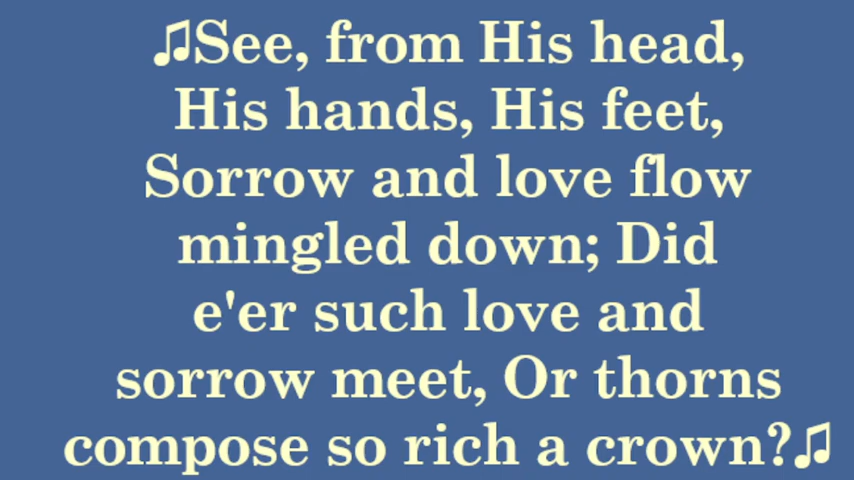 ♫See, from His head,
His hands, His feet,
Sorrow and love flow
mingled down; Did
e'er such love and
sorrow meet, Or thorns
compose so rich a crown?♫